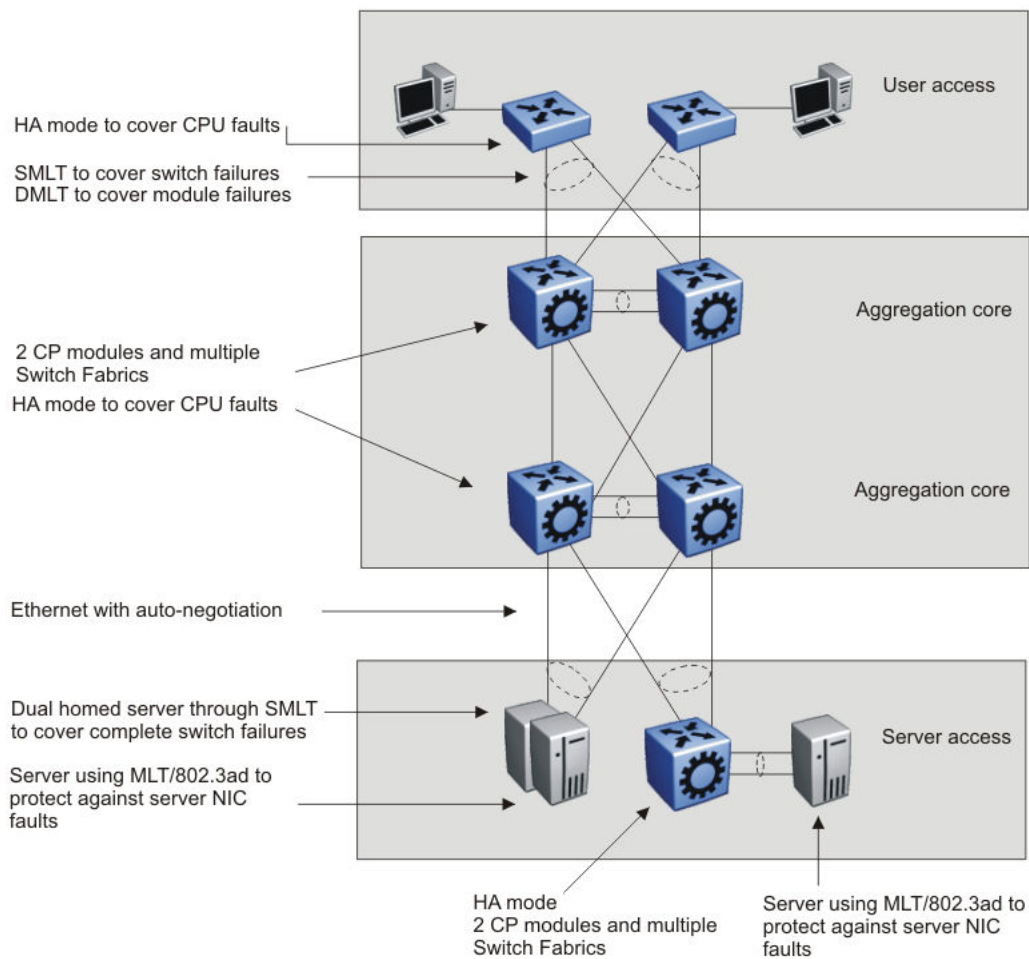 User access
HA mode to cover CPU faults
SMLT to cover switch failures
DMLT to cover module failures
Aggregation core
2 CP modules and multiple
Switch Fabrics
HA mode to cover CPU faults
Aggregation core
Ethernet with auto-negotiation
Dual homed server through SMLT
to cover complete switch failures
Server access
Server using MLT/802.3ad to
protect against server NIC
faults
HA mode
2 CP modules and multiple
Switch Fabrics
Server using MLT/802.3ad to
protect against server NIC
faults